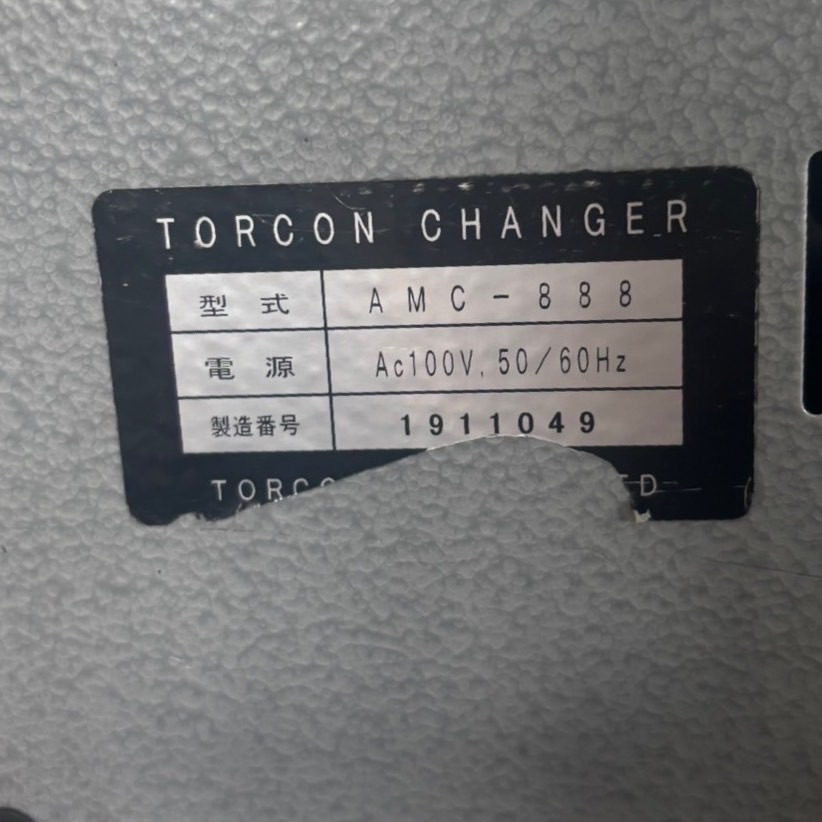 TORCON CHANGER
型式 AMC-888
電源 Ac100V, 50/60Hz
製造番号 1911049